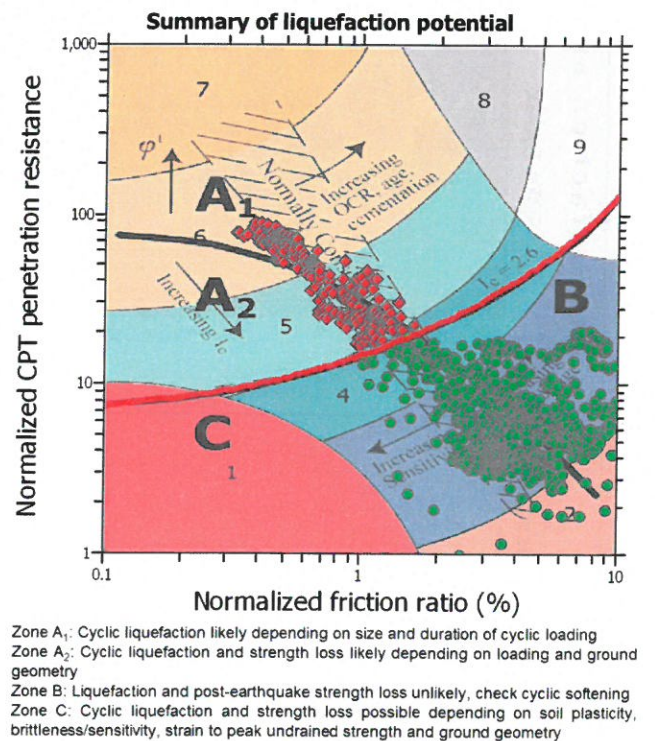 Summary of liquefaction potential
1,000
7
8
9
φ'
Increasing
OCR, age,
cementation
Normally
A1
100
6
Ic = 2.6
A2
B
Increasing Ic
5
10
4
C
Increasing
1
2
1
0.1
1
10
Normalized CPT penetration resistance
Normalized friction ratio (%)
Zone A1: Cyclic liquefaction likely depending on size and duration of cyclic loading
Zone A2: Cyclic liquefaction and strength loss likely depending on loading and ground
geometry
Zone B: Liquefaction and post-earthquake strength loss unlikely, check cyclic softening
Zone C: Cyclic liquefaction and strength loss possible depending on soil plasticity,
brittleness/sensitivity, strain to peak undrained strength and ground geometry